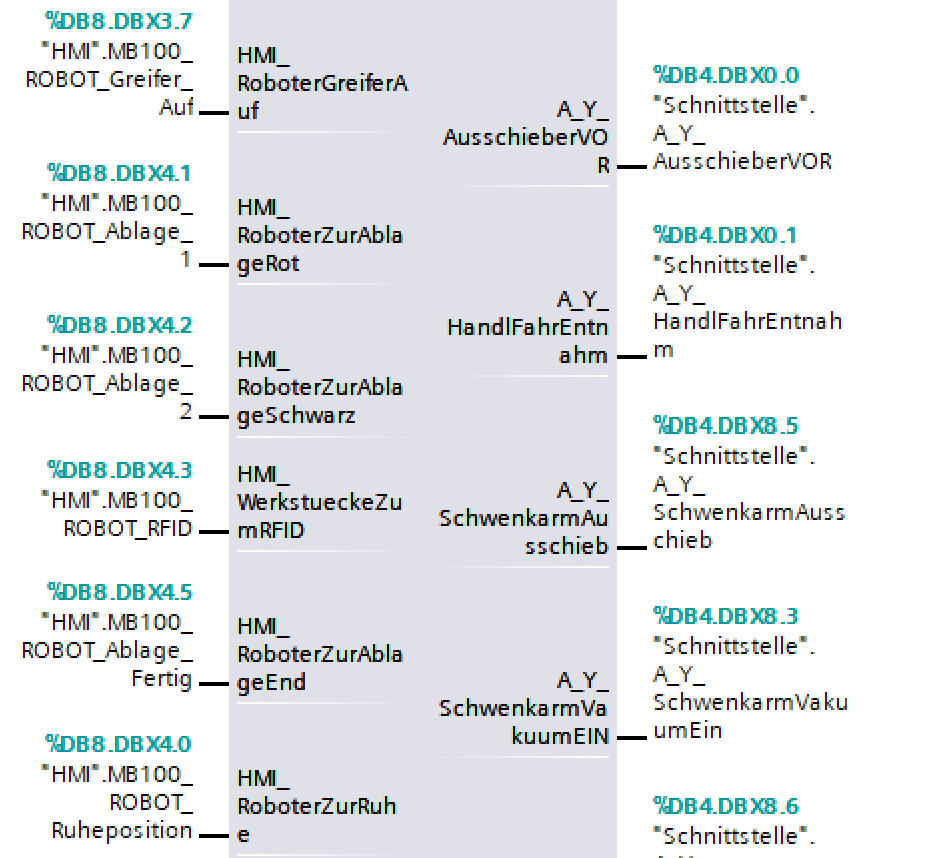 %DB8.DBX3.7
"HMI".MB100_
ROBOT_Greifer_
Auf
HMI_
RoboterGreiferA
uf
%DB8.DBX4.1
"HMI".MB100_
ROBOT_Ablage_
1
HMI_
RoboterZurAbla
geRot
%DB8.DBX4.2
"HMI".MB100_
ROBOT_Ablage_
2
HMI_
RoboterZurAbla
geSchwarz
%DB8.DBX4.3
"HMI".MB100_
ROBOT_RFID
HMI_
WerkstueckeZu
mRFID
%DB8.DBX4.5
"HMI".MB100_
ROBOT_Ablage_
Fertig
HMI_
RoboterZurAbla
geEnd
%DB8.DBX4.0
"HMI".MB100_
ROBOT_
Ruheposition
HMI_
RoboterZurRuh
e
A_Y_
AusschieberVO
R
%DB4.DBX0.0
"Schnittstelle".
A_Y_
AusschieberVOR
A_Y_
HandlFahrEntn
ahm
%DB4.DBX0.1
"Schnittstelle".
A_Y_
HandlFahrEntnah
m
A_Y_
SchwenkarmAu
sschieb
%DB4.DBX8.5
"Schnittstelle".
A_Y_
SchwenkarmAuss
chieb
A_Y_
SchwenkarmVa
kuumEIN
%DB4.DBX8.3
"Schnittstelle".
A_Y_
SchwenkarmVaku
umEin
%DB4.DBX8.6
"Schnittstelle".